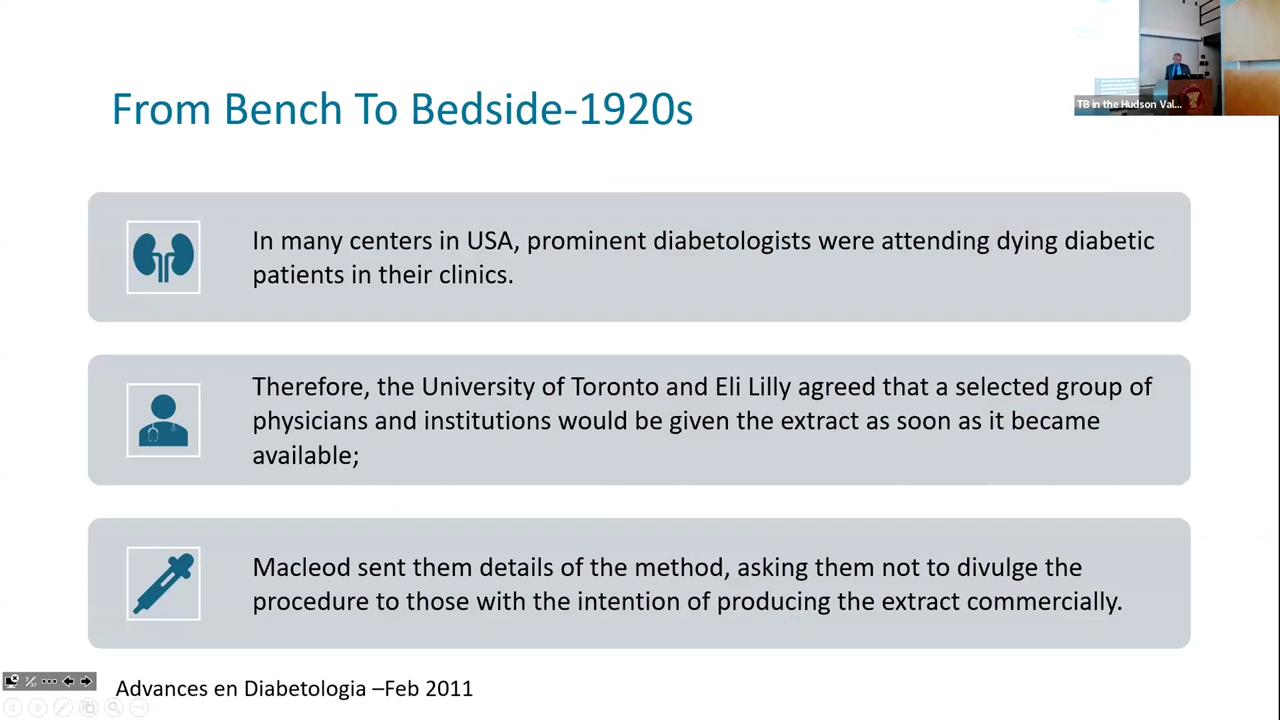 TB in the Hudson Val...
From Bench To Bedside-1920s
In many centers in USA, prominent diabetologists were attending dying diabetic
patients in their clinics.
Therefore, the University of Toronto and Eli Lilly agreed that a selected group of
physicians and institutions would be given the extract as soon as it became
available;
Macleod sent them details of the method, asking them not to divulge the
procedure to those with the intention of producing the extract commercially.
Advances en Diabetologia –Feb 2011